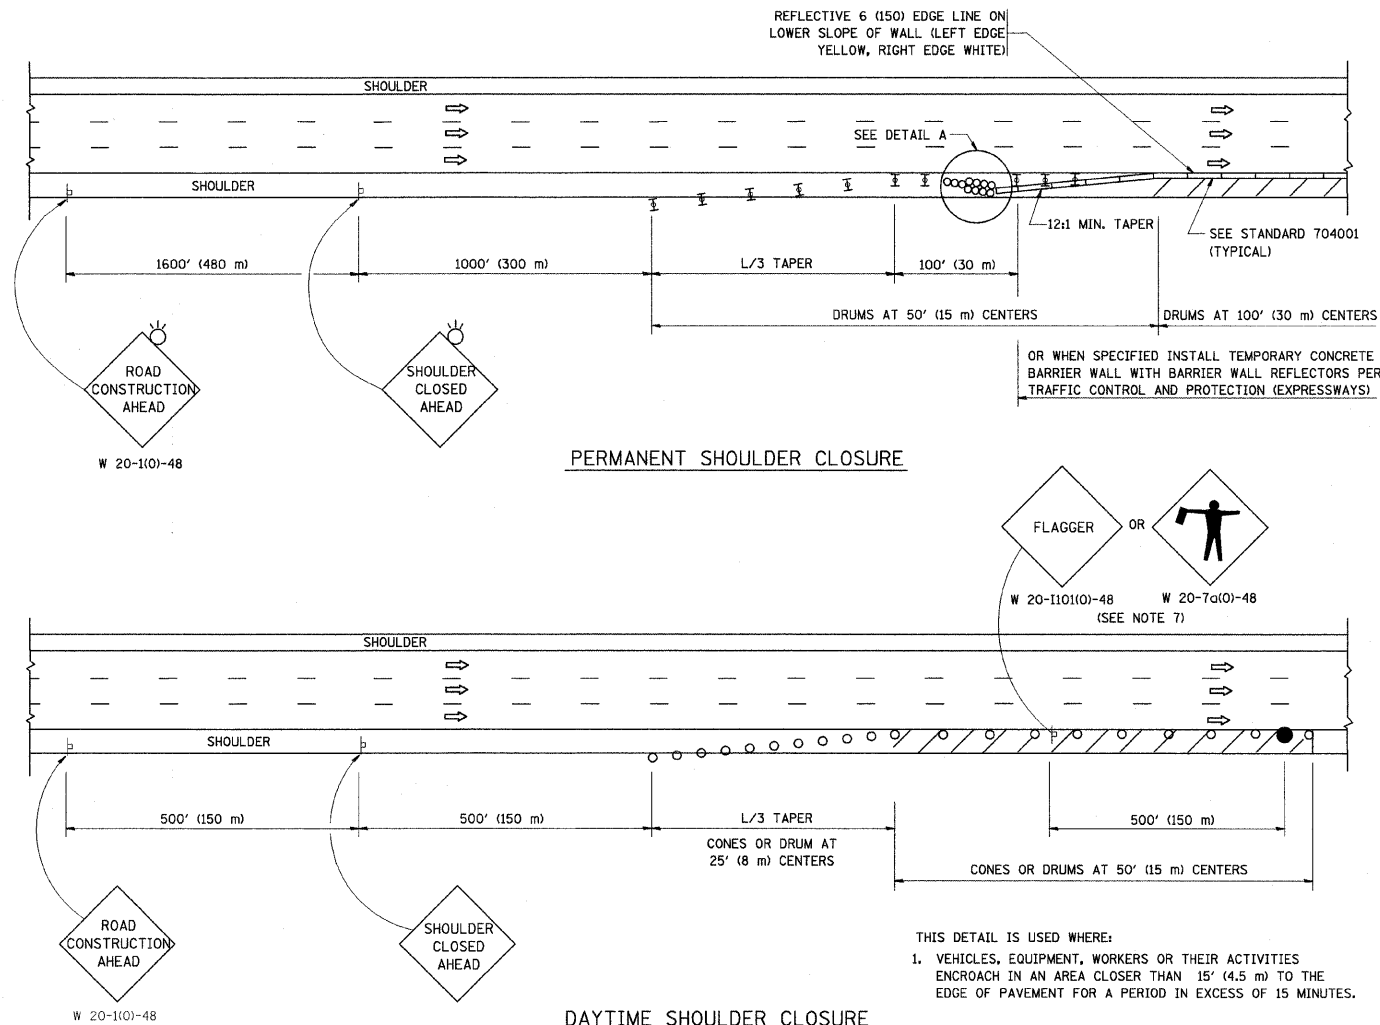 REFLECTIVE 6 (150) EDGE LINE ON
LOWER SLOPE OF WALL (LEFT EDGE
YELLOW, RIGHT EDGE WHITE)
SHOULDER
SEE DETAIL A
SHOULDER
12:1 MIN. TAPER
SEE STANDARD 704001
(TYPICAL)
1600' (480 m)
1000' (300 m)
L/3 TAPER
100' (30 m)
DRUMS AT 50' (15 m) CENTERS
DRUMS AT 100' (30 m) CENTERS
OR WHEN SPECIFIED INSTALL TEMPORARY CONCRETE
BARRIER WALL WITH BARRIER WALL REFLECTORS PER
TRAFFIC CONTROL AND PROTECTION (EXPRESSWAYS)
ROAD
CONSTRUCTION
AHEAD
W 20-1(0)-48
SHOULDER
CLOSED
AHEAD
PERMANENT SHOULDER CLOSURE
FLAGGER
OR
W 20-I101(0)-48
W 20-7a(0)-48
(SEE NOTE 7)
SHOULDER
SHOULDER
500' (150 m)
500' (150 m)
L/3 TAPER
CONES OR DRUM AT
25' (8 m) CENTERS
500' (150 m)
CONES OR DRUMS AT 50' (15 m) CENTERS
ROAD
CONSTRUCTION
AHEAD
W 20-1(0)-48
SHOULDER
CLOSED
AHEAD
THIS DETAIL IS USED WHERE:
1. VEHICLES, EQUIPMENT, WORKERS OR THEIR ACTIVITIES
ENCROACH IN AN AREA CLOSER THAN 15' (4.5 m) TO THE
EDGE OF PAVEMENT FOR A PERIOD IN EXCESS OF 15 MINUTES.
DAYTIME SHOULDER CLOSURE